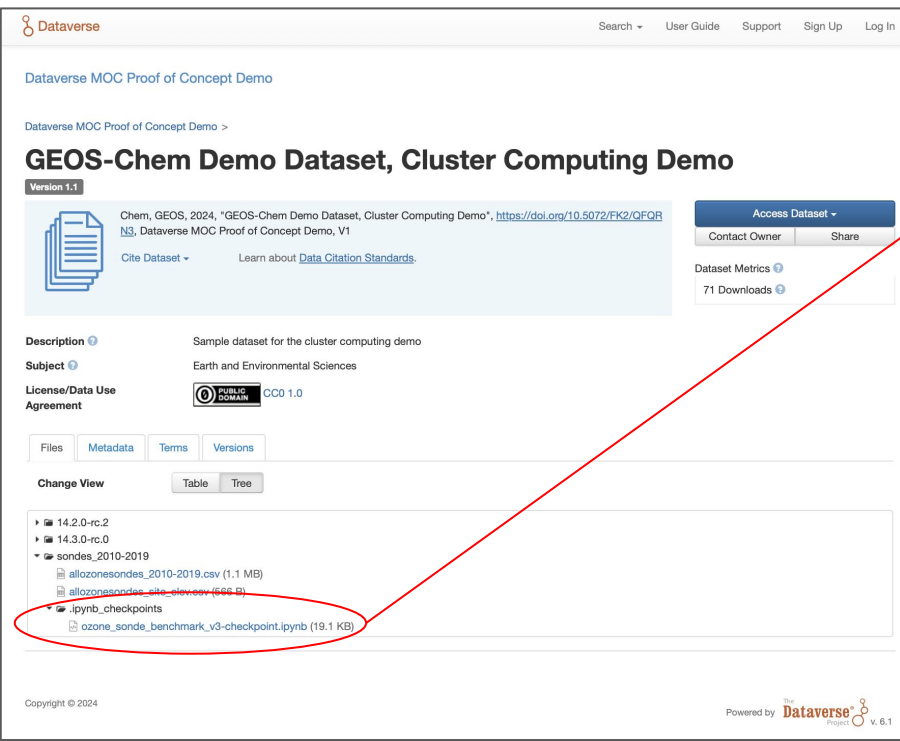 Dataverse
Search User Guide Support Sign Up Log In
Dataverse MOC Proof of Concept Demo
Dataverse MOC Proof of Concept Demo >
GEOS-Chem Demo Dataset, Cluster Computing Demo
Version 1.1
Chem, GEOS, 2024, "GEOS-Chem Demo Dataset, Cluster Computing Demo", https://doi.org/10.5072/FK2/QFQR
N3, Dataverse MOC Proof of Concept Demo, V1
Cite Dataset Learn about Data Citation Standards.
Access Dataset
Contact Owner Share
Dataset Metrics ?
71 Downloads ?
Description ? Sample dataset for the cluster computing demo
Subject ? Earth and Environmental Sciences
License/Data Use
Agreement
0 PUBLIC
DOMAIN
CC0 1.0
Files Metadata Terms Versions
Change View Table Tree
14.2.0-rc.2
14.3.0-rc.0
sondes_2010-2019
allozonesondes_2010-2019.csv (1.1 MB)
allozonesondes_site_elev.csv (566 B)
.ipynb_checkpoints
ozone_sonde_benchmark_v3-checkpoint.ipynb (19.1 KB)
Copyright © 2024
Powered by The Dataverse Project v. 6.1